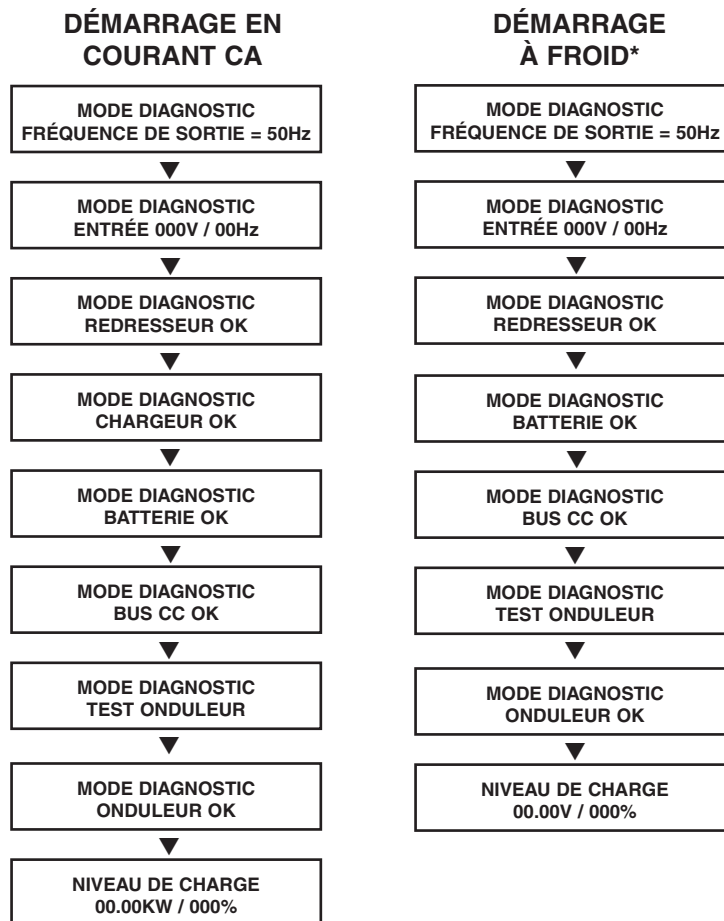 DÉMARRAGE EN
COURANT CA
MODE DIAGNOSTIC
FRÉQUENCE DE SORTIE = 50Hz
MODE DIAGNOSTIC
ENTRÉE 000V / 00Hz
MODE DIAGNOSTIC
REDRESSEUR OK
MODE DIAGNOSTIC
CHARGEUR OK
MODE DIAGNOSTIC
BATTERIE OK
MODE DIAGNOSTIC
BUS CC OK
MODE DIAGNOSTIC
TEST ONDULEUR
MODE DIAGNOSTIC
ONDULEUR OK
NIVEAU DE CHARGE
00.00KW / 000%
DÉMARRAGE
À FROID*
MODE DIAGNOSTIC
FRÉQUENCE DE SORTIE = 50Hz
MODE DIAGNOSTIC
ENTRÉE 000V / 00Hz
MODE DIAGNOSTIC
REDRESSEUR OK
MODE DIAGNOSTIC
BATTERIE OK
MODE DIAGNOSTIC
BUS CC OK
MODE DIAGNOSTIC
TEST ONDULEUR
MODE DIAGNOSTIC
ONDULEUR OK
NIVEAU DE CHARGE
00.00V / 000%